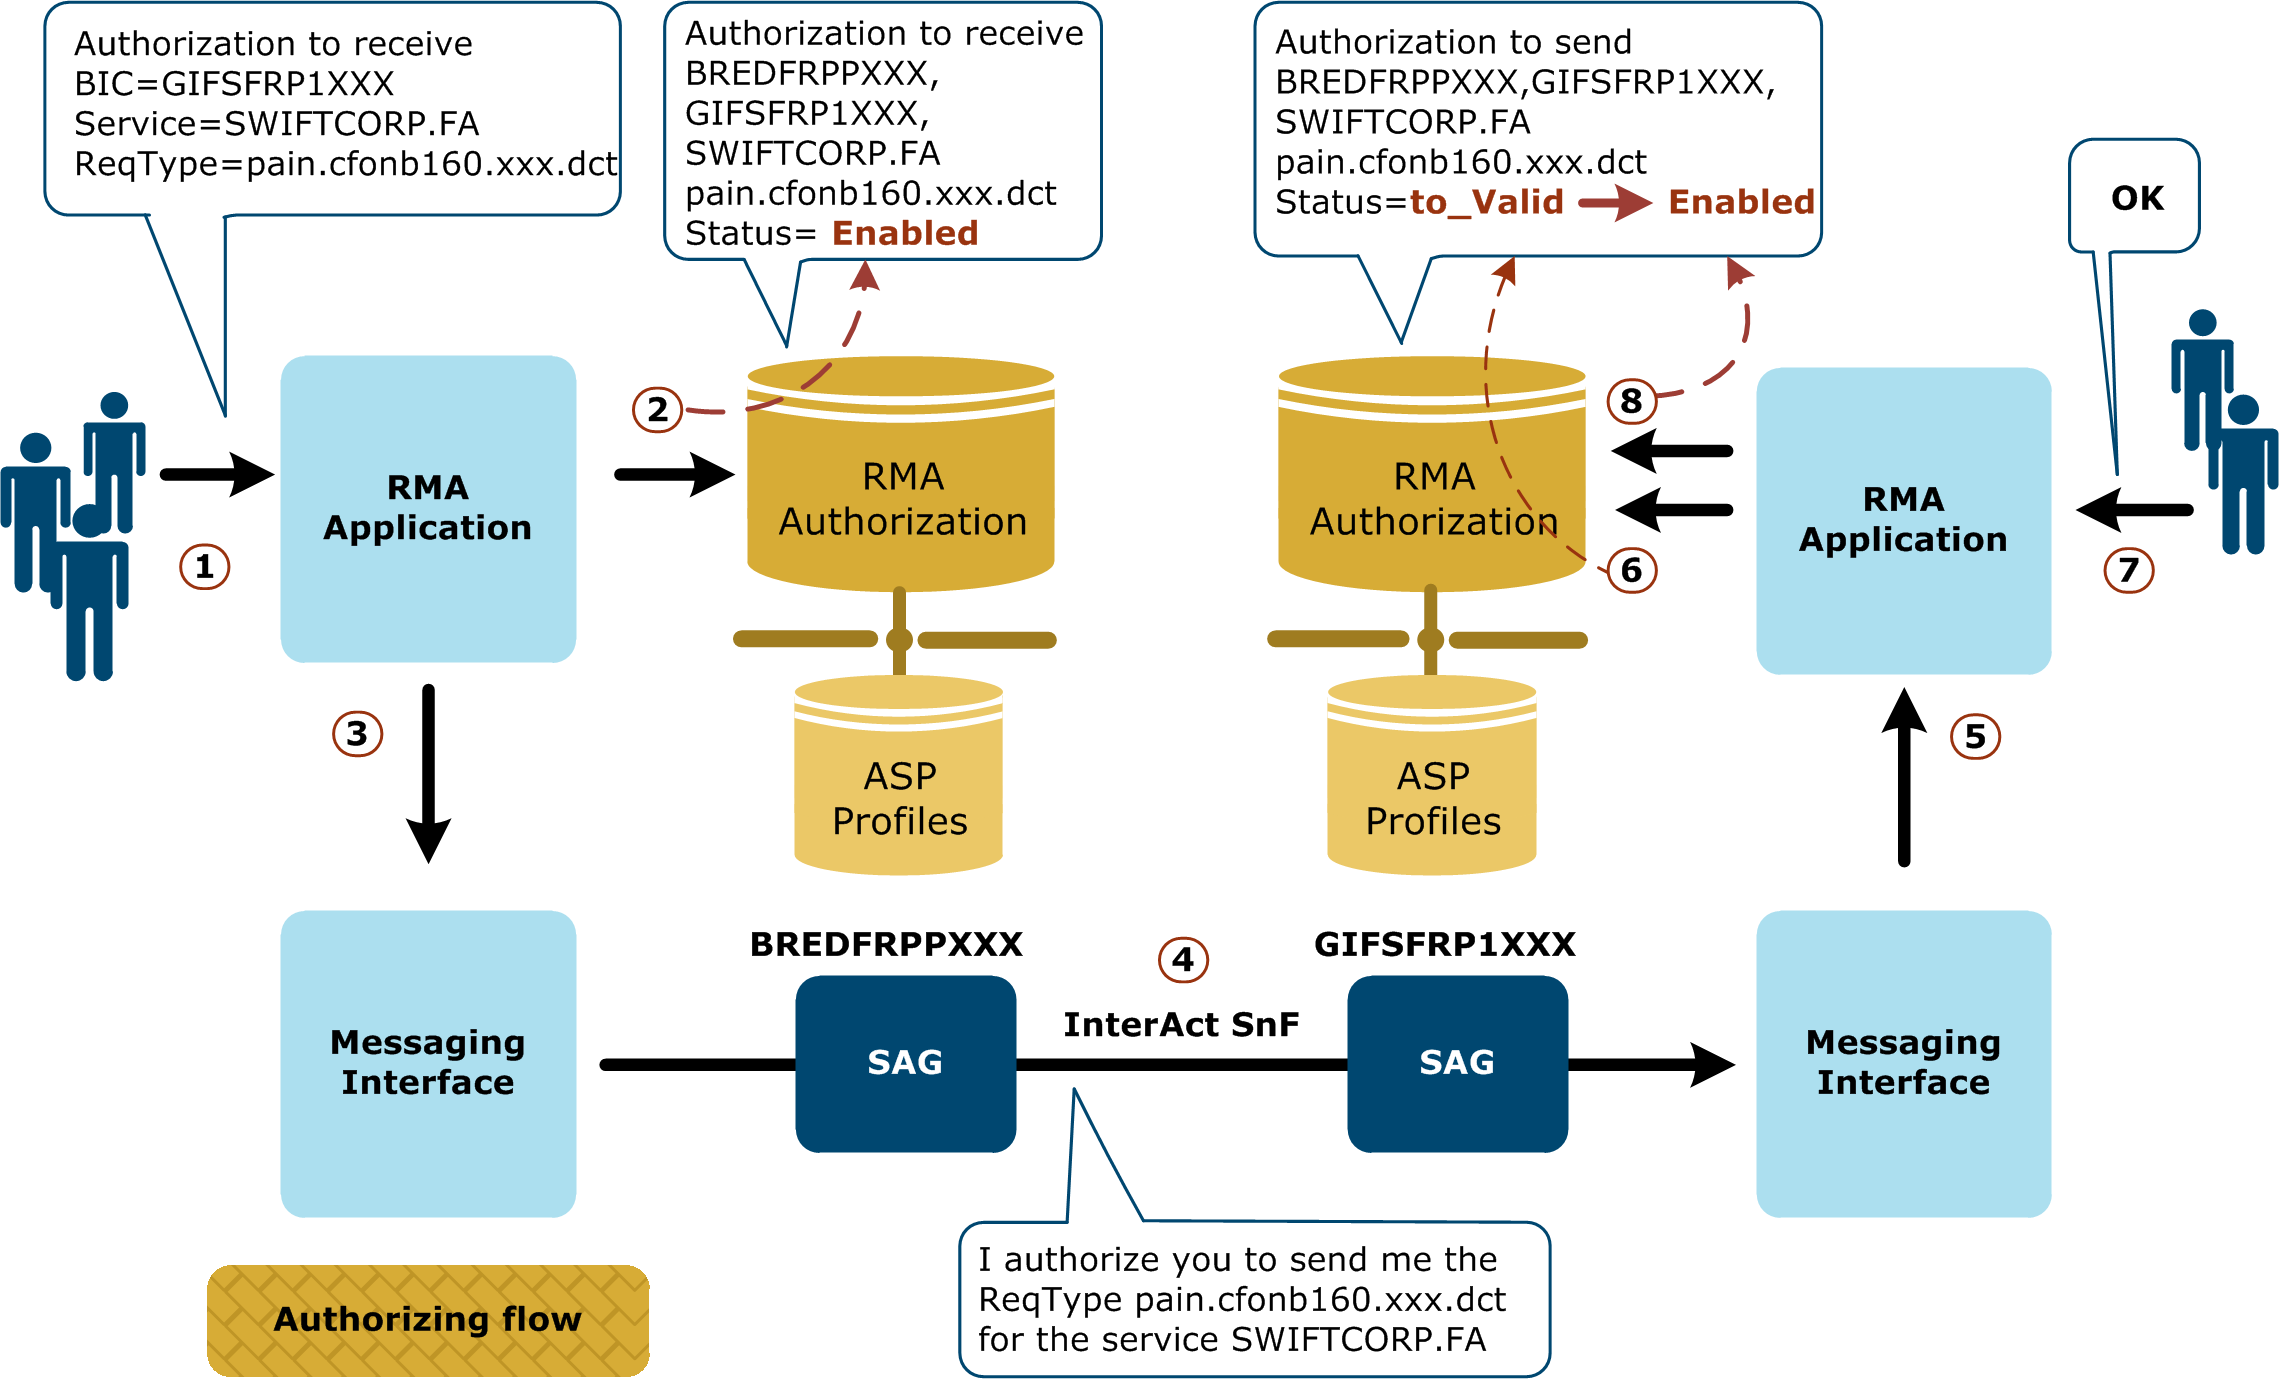 Authorization to receive
BIC=GIFSFRP1XXX
Service=SWIFTCORP.FA
ReqType=pain.cfonb160.xxx.dct
Authorization to receive
BREDFRPPXXX,
GIFSFRP1XXX,
SWIFTCORP.FA
pain.cfonb160.xxx.dct
Status= Enabled
Authorization to send
BREDFRPPXXX,GIFSFRP1XXX,
SWIFTCORP.FA
pain.cfonb160.xxx.dct
Status=to_Valid Enabled
OK
1
RMA
Application
2
RMA
Authorization
RMA
Authorization
8
6
RMA
Application
7
3
ASP
Profiles
ASP
Profiles
5
Messaging
Interface
BREDFRPPXXX
SAG
4
InterAct SnF
GIFSFRP1XXX
SAG
Messaging
Interface
I authorize you to send me the
ReqType pain.cfonb160.xxx.dct
for the service SWIFTCORP.FA
Authorizing flow